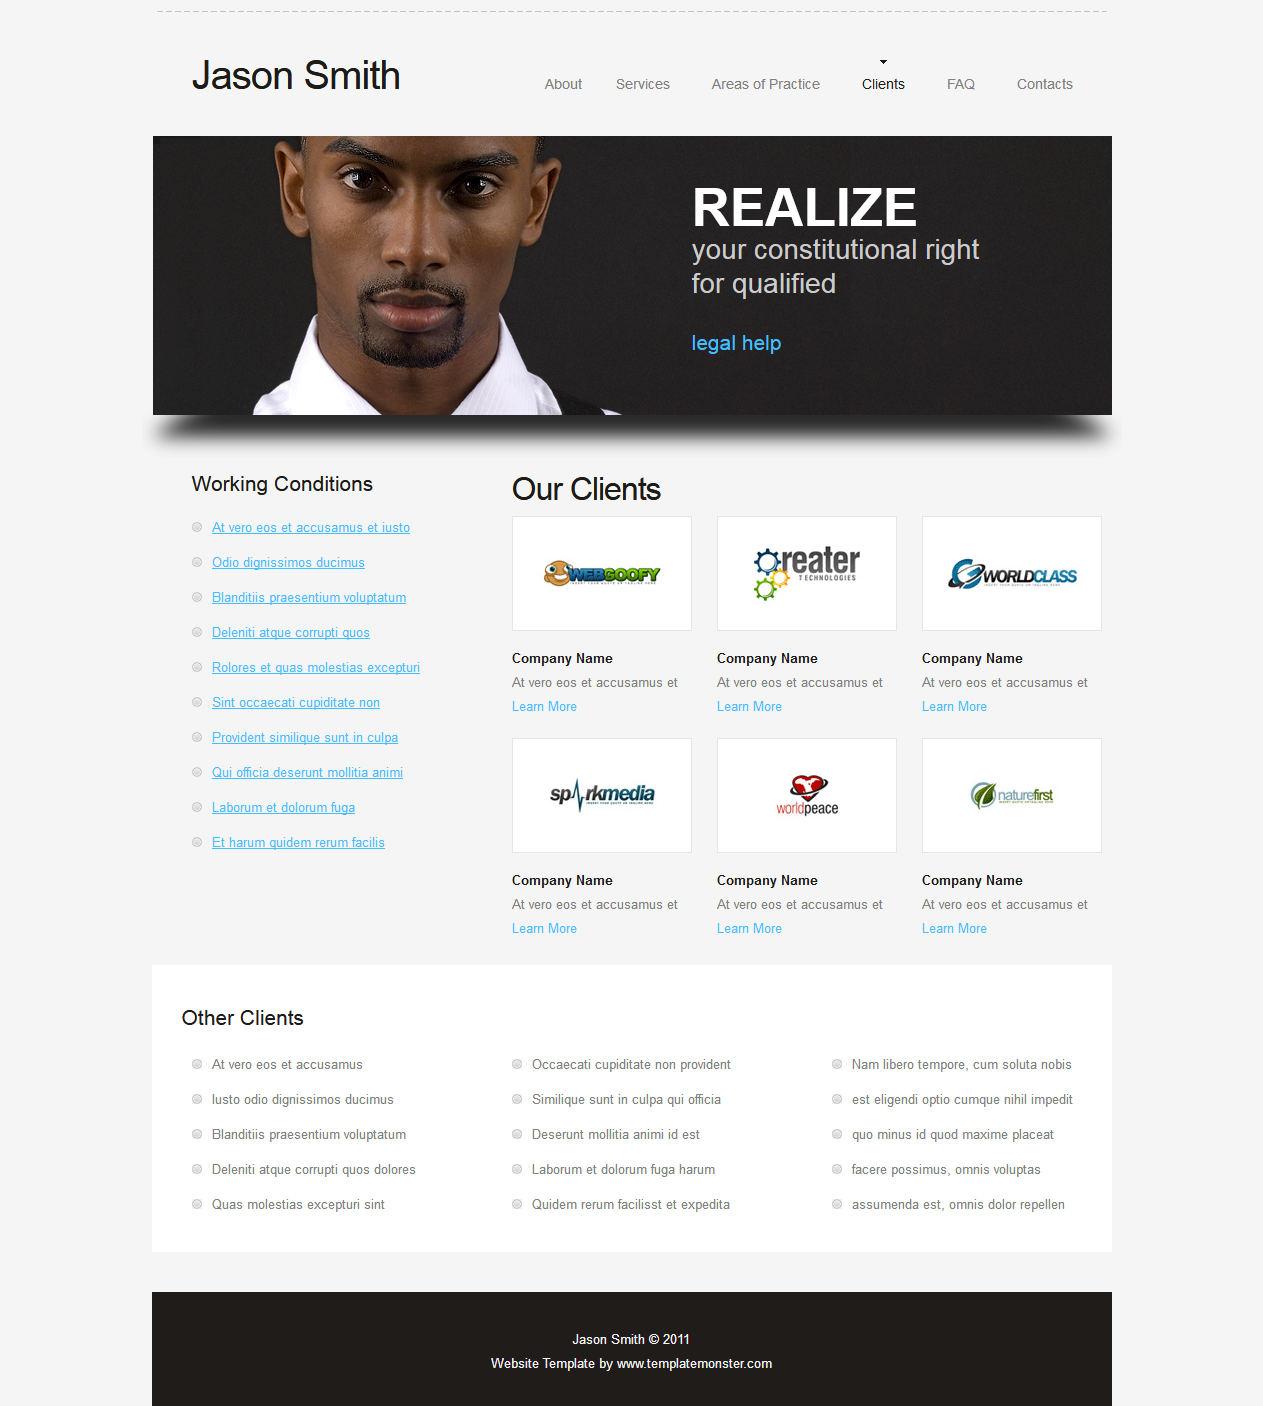 Jason Smith
About Services Areas of Practice Clients FAQ Contacts
REALIZE
your constitutional right
for qualified
legal help
Working Conditions
At vero eos et accusamus et iusto
Odio dignissimos ducimus
Blanditiis praesentium voluptatum
Deleniti atque corrupti quos
Rolores et quas molestias excepturi
Sint occaecati cupiditate non
Provident similique sunt in culpa
Qui officia deserunt mollitia animi
Laborum et dolorum fuga
Et harum quidem rerum facilis
Our Clients
WEBGOOFY
reater
TECHNOLOGIES
WORLDCLASS
Company Name Company Name Company Name
At vero eos et accusamus et At vero eos et accusamus et At vero eos et accusamus et
Learn More Learn More Learn More
sparkmedia
worldpeace
naturefirst
Company Name Company Name Company Name
At vero eos et accusamus et At vero eos et accusamus et At vero eos et accusamus et
Learn More Learn More Learn More
Other Clients
At vero eos et accusamus
Iusto odio dignissimos ducimus
Blanditiis praesentium voluptatum
Deleniti atque corrupti quos dolores
Quas molestias excepturi sint
Occaecati cupiditate non provident
Similique sunt in culpa qui officia
Deserunt mollitia animi id est
Laborum et dolorum fuga harum
Quidem rerum facilisst et expedita
Nam libero tempore, cum soluta nobis
est eligendi optio cumque nihil impedit
quo minus id quod maxime placeat
facere possimus, omnis voluptas
assumenda est, omnis dolor repellen
Jason Smith © 2011
Website Template by www.templatemonster.com